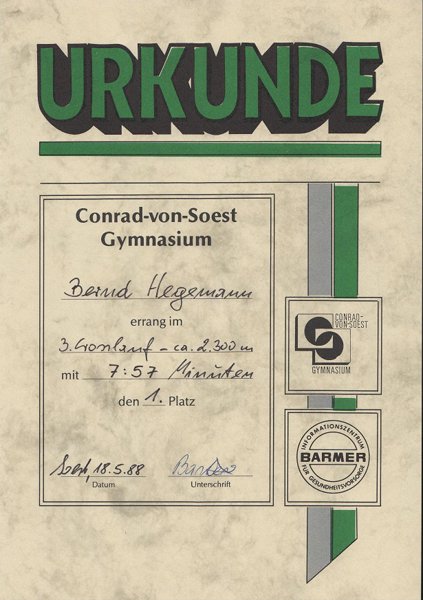 URKUNDE
Conrad-von-Soest
Gymnasium
Bernd Hegemann
errang im
3. Crosslauf - ca. 2.300 m
mit 7:57 Minuten
den 1. Platz
Soest 18.5.88
Datum
Unterschrift
CONRAD-
VON-SOEST
GYMNASIUM
INFORMATIONSZENTRUM
BARMER
FÜR GESUNDHEITSVORSORGE